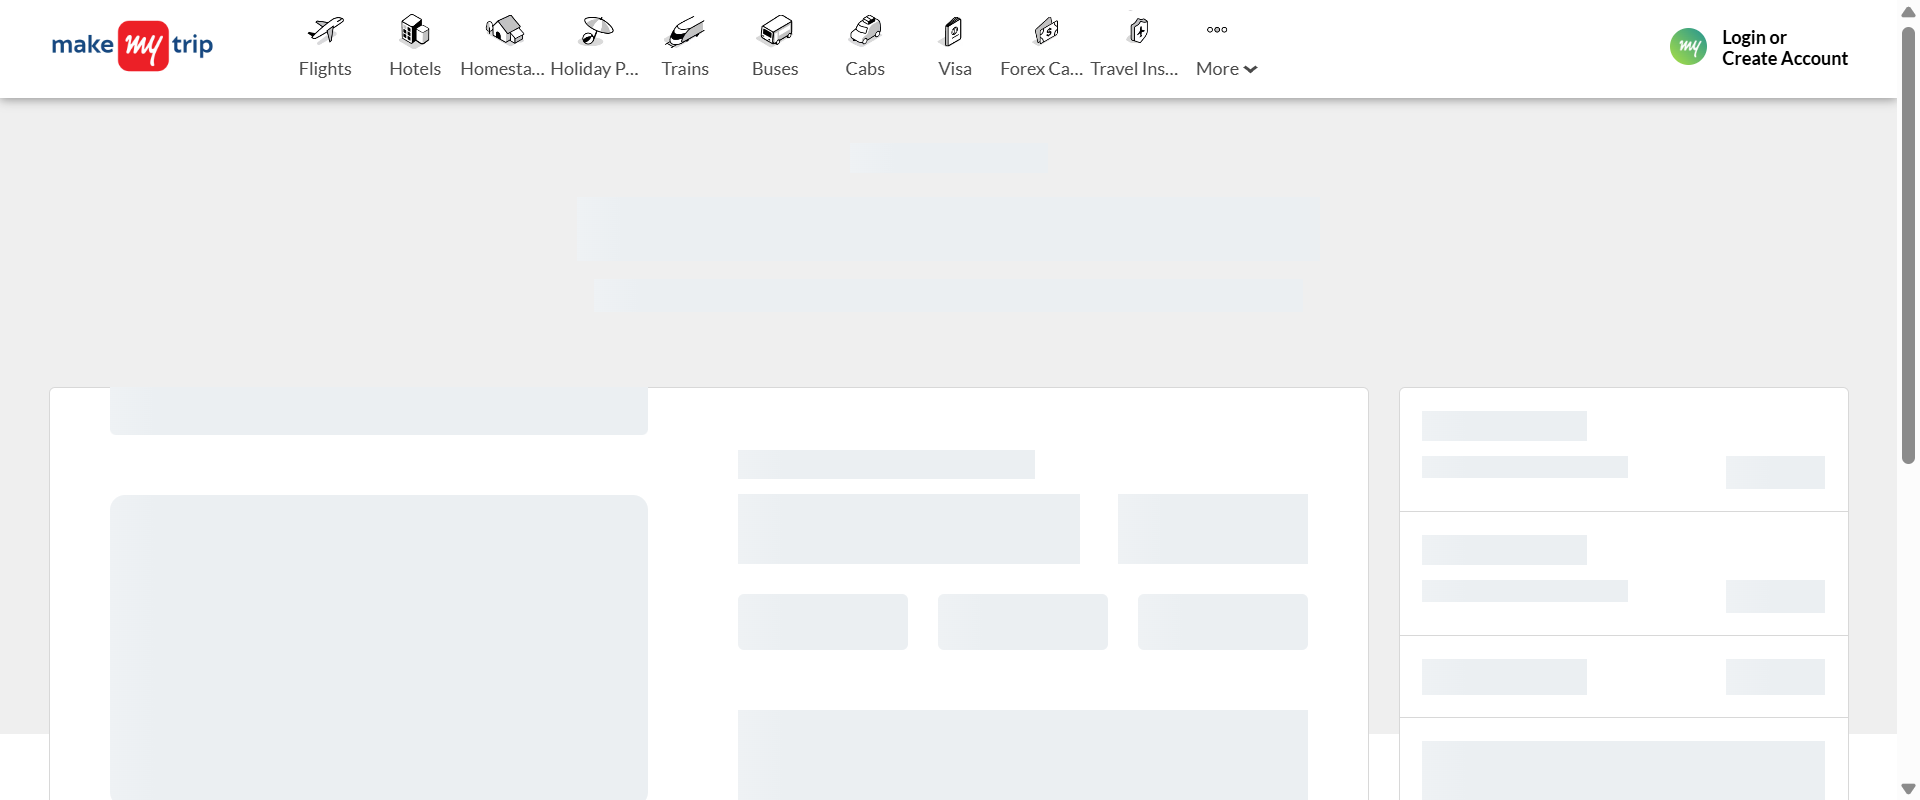 make my trip
Flights
Hotels
Homesta...
Holiday P...
Trains
Buses
Cabs
Visa
Forex Ca...
Travel Ins...
More
my
Login or
Create Account